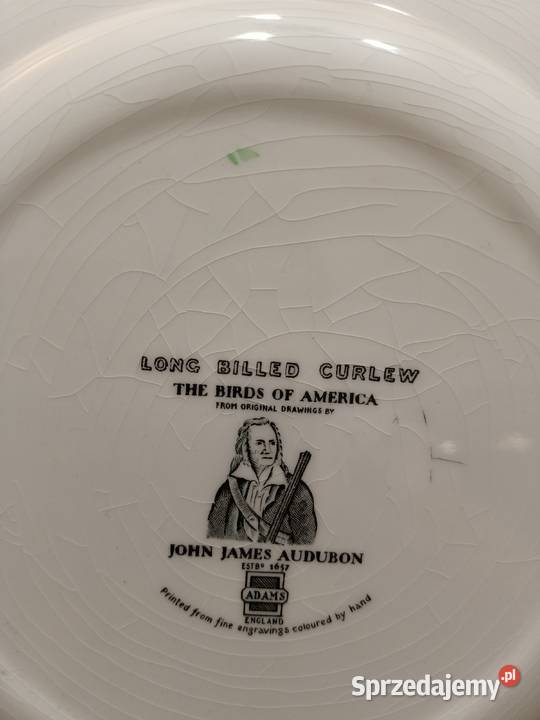 LONG BILLED CURLEW
THE BIRDS OF AMERICA
FROM ORIGINAL DRAWINGS BY
JOHN JAMES AUDUBON
ESTBD 1657
ADAMS
ENGLAND
Printed from fine engravings coloured by hand
Sprzedajemy.pl